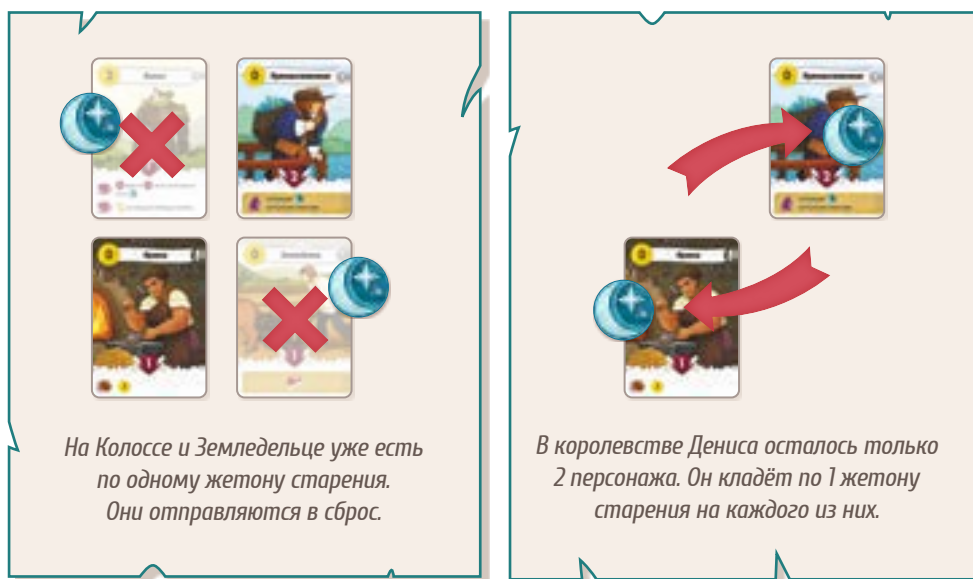 На Колоссе и Земледельце уже есть
по одному жетону старения.
Они отправляются в сброс.
В королевстве Дениса осталось только
2 персонажа. Он кладёт по 1 жетону
старения на каждого из них.